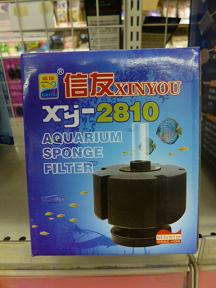 信友XINYOU
XY-2810
AQUARIUM
SPONGE
FILTER